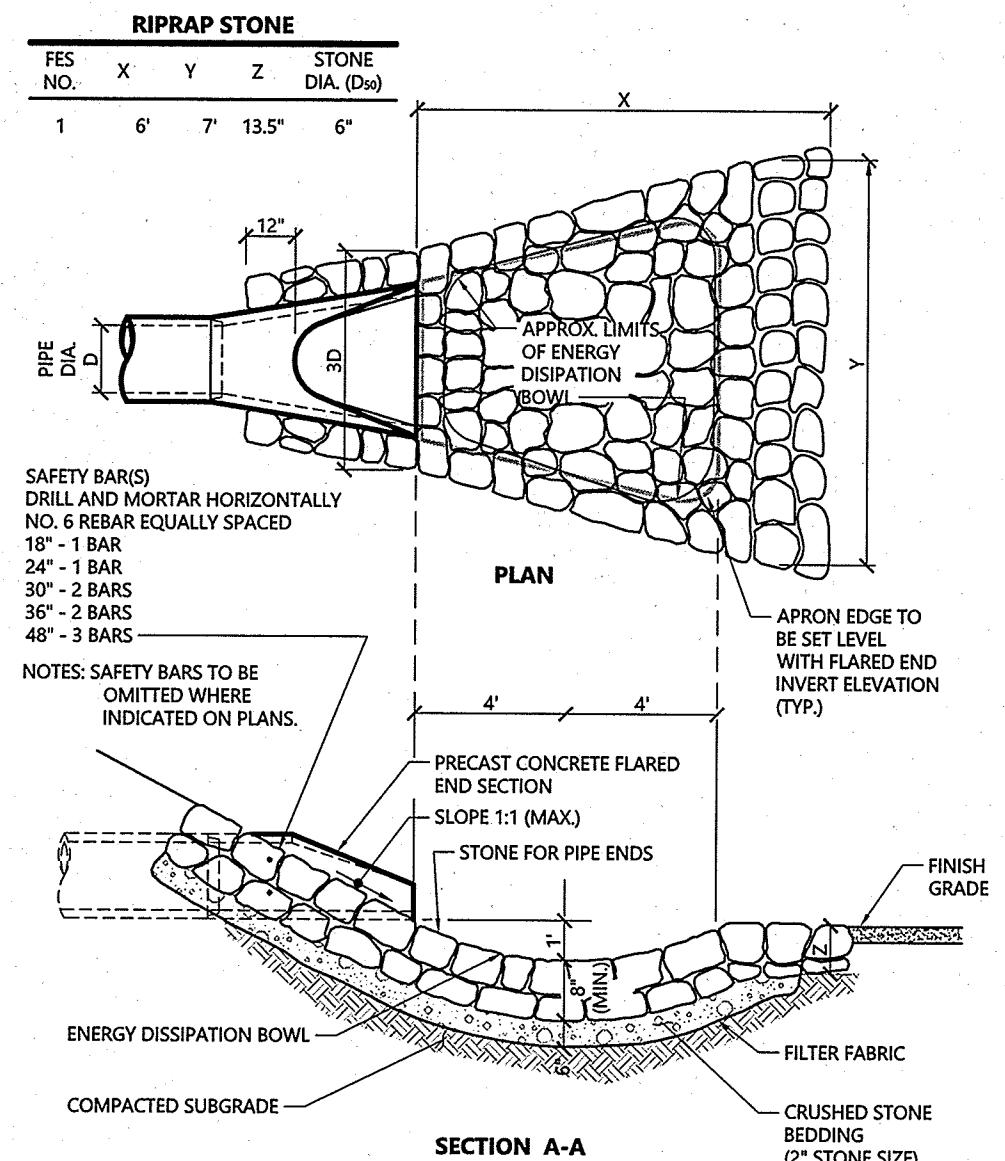 RIPRAP STONE
FES NO. X Y Z STONE DIA. (D50)
1 6' 7' 13.5" 6"
X
12"
PIPE DIA.
D
3D
Y
APPROX. LIMITS
OF ENERGY
DISIPATION
BOWL
SAFETY BAR(S)
DRILL AND MORTAR HORIZONTALLY
NO. 6 REBAR EQUALLY SPACED
18" - 1 BAR
24" - 1 BAR
30" - 2 BARS
36" - 2 BARS
48" - 3 BARS
NOTES: SAFETY BARS TO BE
OMITTED WHERE
INDICATED ON PLANS.
PLAN
APRON EDGE TO
BE SET LEVEL
WITH FLARED END
INVERT ELEVATION
(TYP.)
4' 4'
PRECAST CONCRETE FLARED
END SECTION
SLOPE 1:1 (MAX.)
STONE FOR PIPE ENDS
FINISH
GRADE
1'
8"
(MIN.)
Z
6"
ENERGY DISSIPATION BOWL
FILTER FABRIC
COMPACTED SUBGRADE
CRUSHED STONE
BEDDING
(2" STONE SIZE)
SECTION A-A